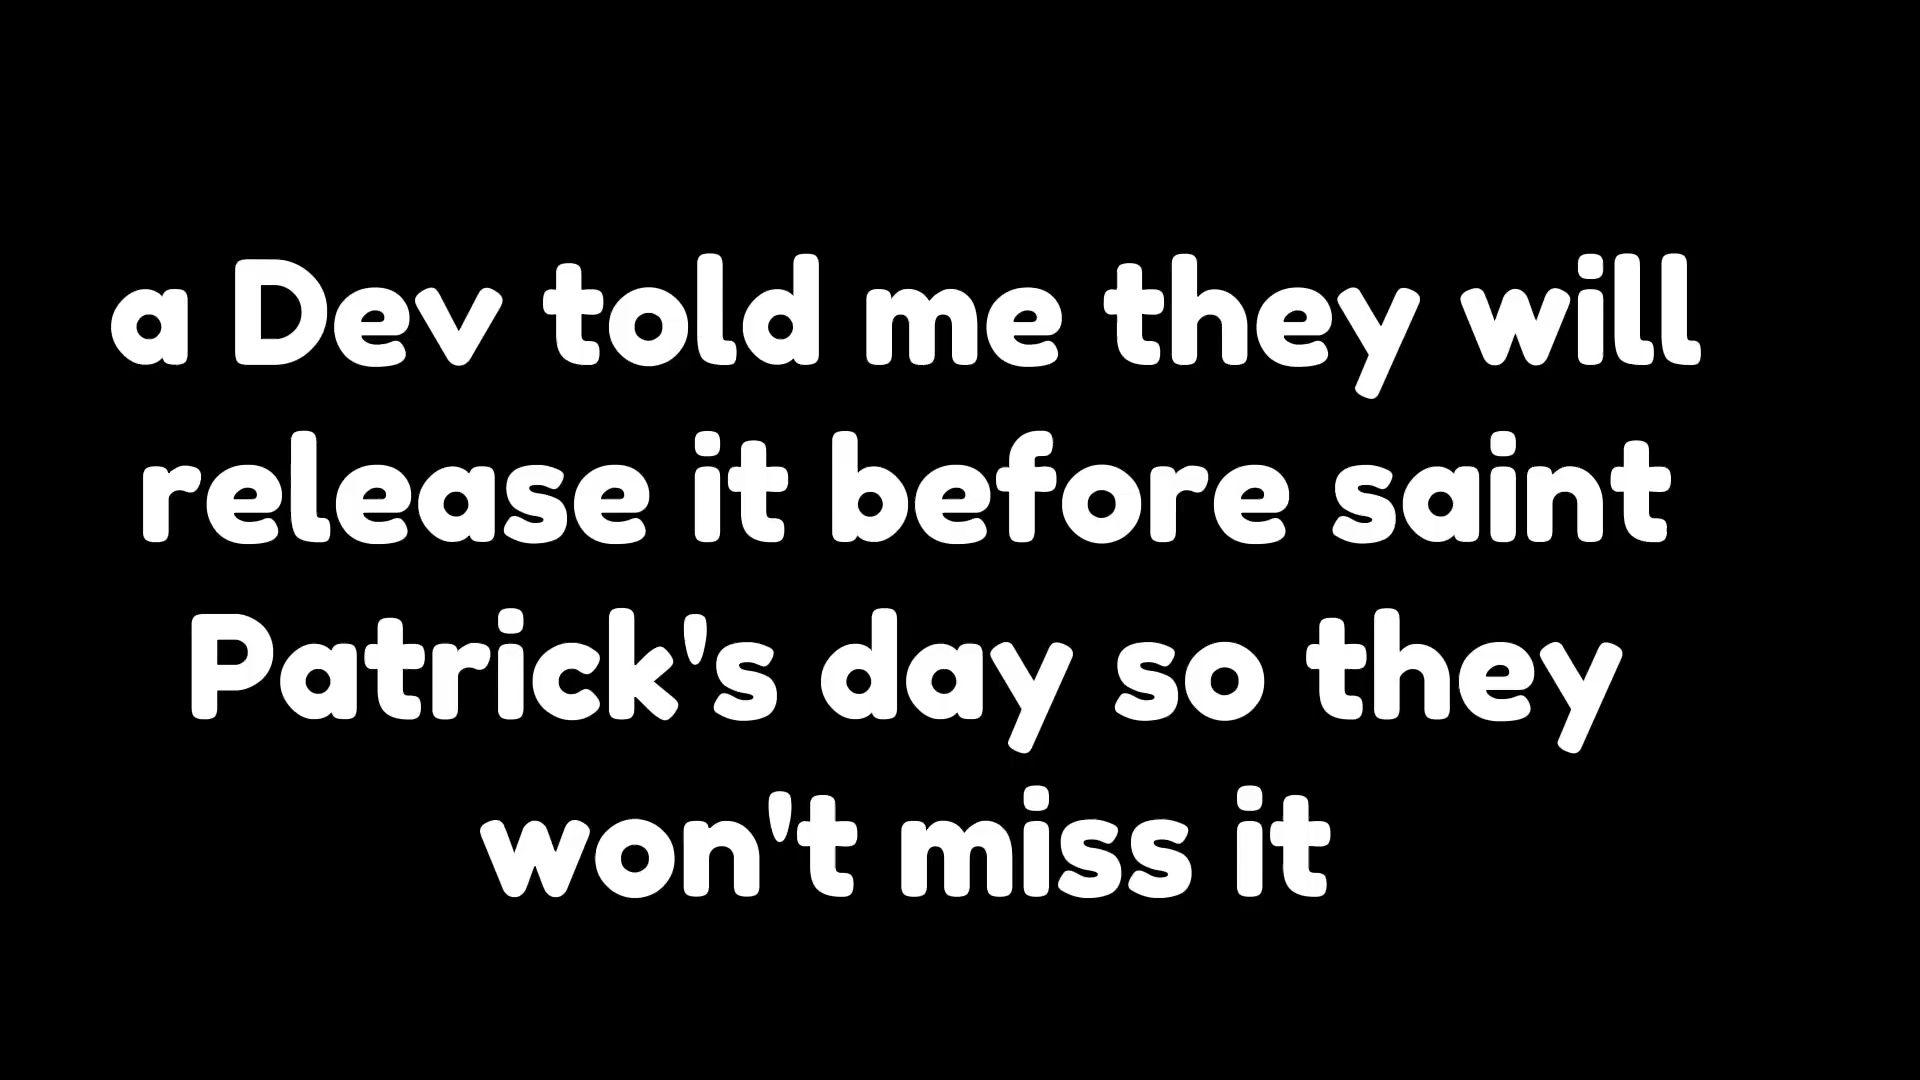 a Dev told me they will
release it before saint
Patrick's day so they
won't miss it